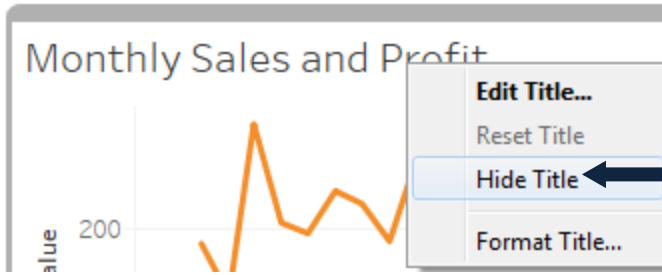 Monthly Sales and Profit
Edit Title...
Reset Title
Hide Title
Format Title...
200